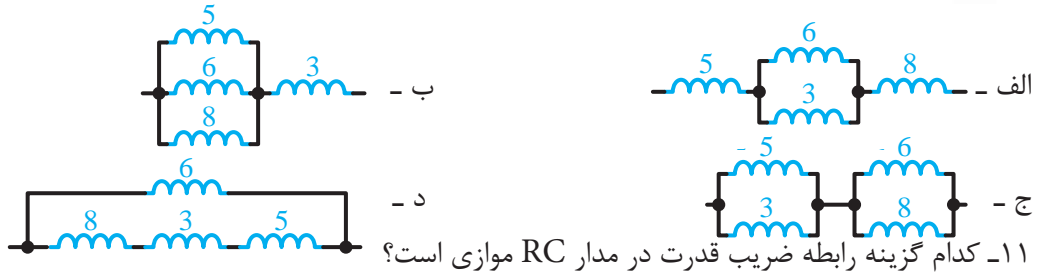 الف - 5 6 3 8
ب - 5 6 8 3
ج - 5 3 6 8
د - 6 8 3 5
۱۱- کدام گزینه رابطه ضریب قدرت در مدار RC موازی است؟